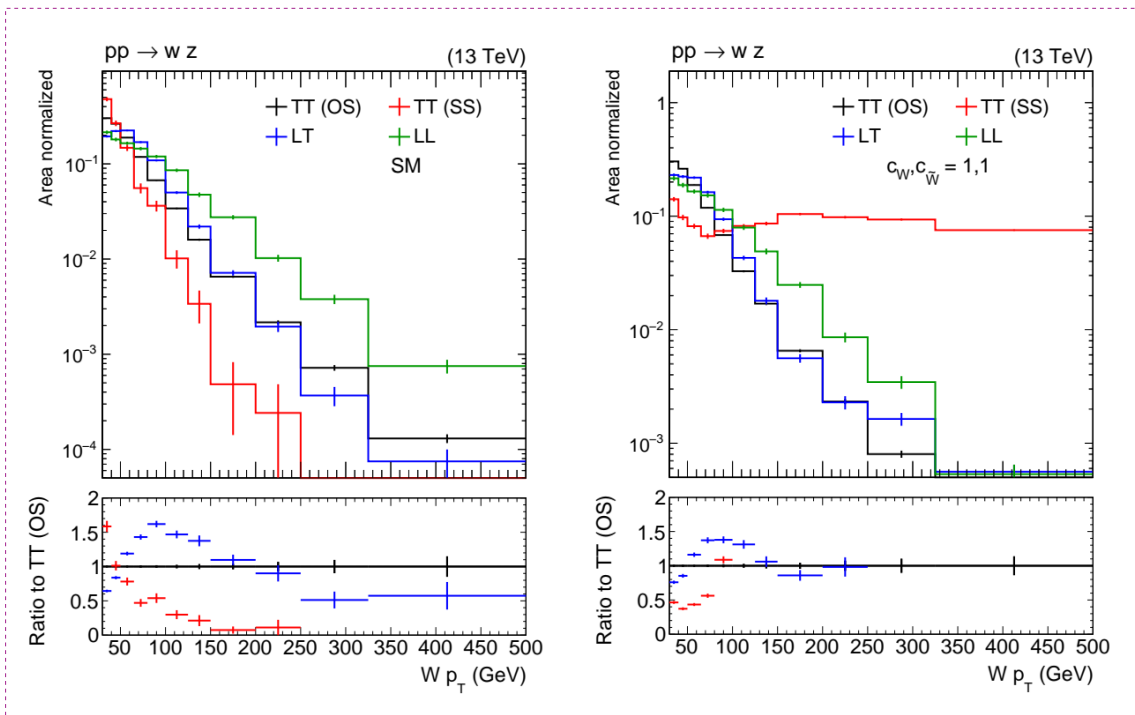 pp → w z (13 TeV)
Area normalized
TT (OS) TT (SS)
LT LL
SM
10⁻¹
10⁻²
10⁻³
10⁻⁴
Ratio to TT (OS)
2
1.5
1
0.5
0
50 100 150 200 250 300 350 400 450 500
W p_T (GeV)
pp → w z (13 TeV)
Area normalized
TT (OS) TT (SS)
LT LL
c_W,c_W̃ = 1,1
1
10⁻¹
10⁻²
10⁻³
Ratio to TT (OS)
2
1.5
1
0.5
0
50 100 150 200 250 300 350 400 450 500
W p_T (GeV)